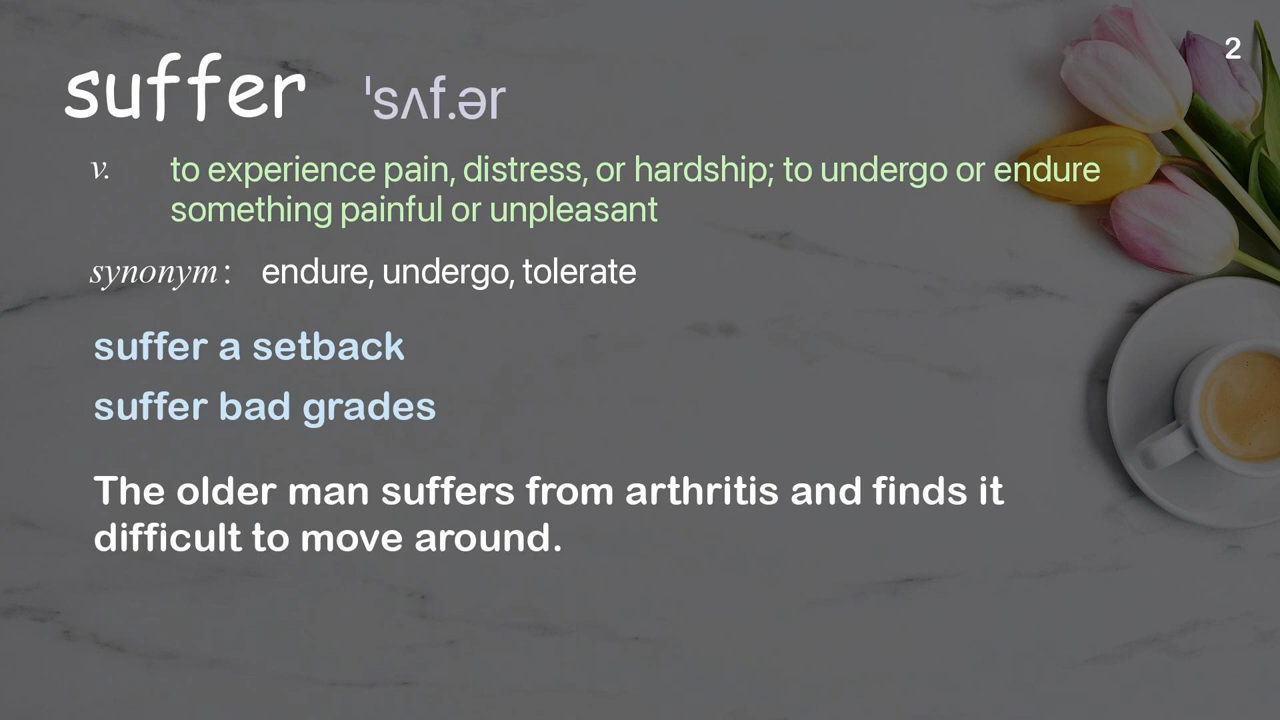 2
suffer ˈsʌf.ər
v. to experience pain, distress, or hardship; to undergo or endure
something painful or unpleasant
synonym: endure, undergo, tolerate
suffer a setback
suffer bad grades
The older man suffers from arthritis and finds it
difficult to move around.